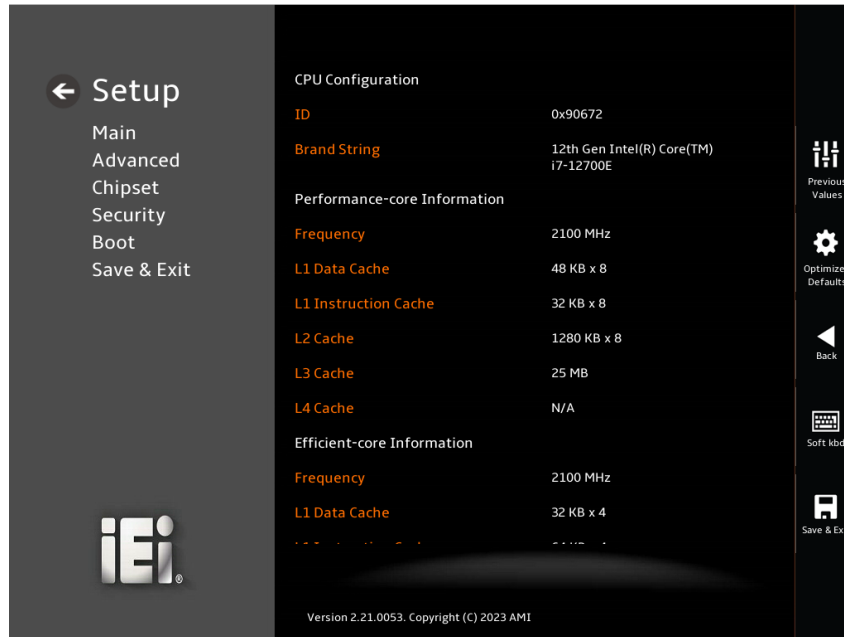 Setup
Main
Advanced
Chipset
Security
Boot
Save & Exit
iEi®
CPU Configuration
ID 0x90672
Brand String 12th Gen Intel(R) Core(TM)
i7-12700E
Performance-core Information
Frequency 2100 MHz
L1 Data Cache 48 KB x 8
L1 Instruction Cache 32 KB x 8
L2 Cache 1280 KB x 8
L3 Cache 25 MB
L4 Cache N/A
Efficient-core Information
Frequency 2100 MHz
L1 Data Cache 32 KB x 4
Version 2.21.0053. Copyright (C) 2023 AMI
Previous
Values
Optimize
Defaults
Back
Soft kbd
Save & Ex